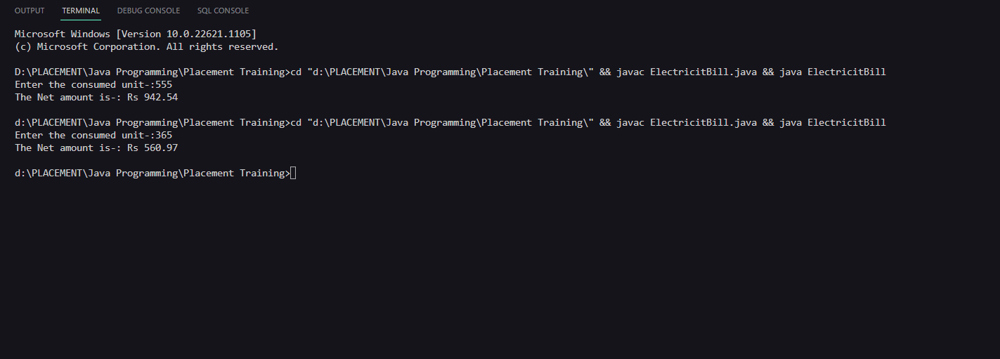 OUTPUT TERMINAL DEBUG CONSOLE SQL CONSOLE
Microsoft Windows [Version 10.0.22621.1105]
(c) Microsoft Corporation. All rights reserved.
D:\PLACEMENT\Java Programming\Placement Training>cd "d:\PLACEMENT\Java Programming\Placement Training\" && javac ElectricitBill.java && java ElectricitBill
Enter the consumed unit-:555
The Net amount is-: Rs 942.54
d:\PLACEMENT\Java Programming\Placement Training>cd "d:\PLACEMENT\Java Programming\Placement Training\" && javac ElectricitBill.java && java ElectricitBill
Enter the consumed unit-:365
The Net amount is-: Rs 560.97
d:\PLACEMENT\Java Programming\Placement Training>